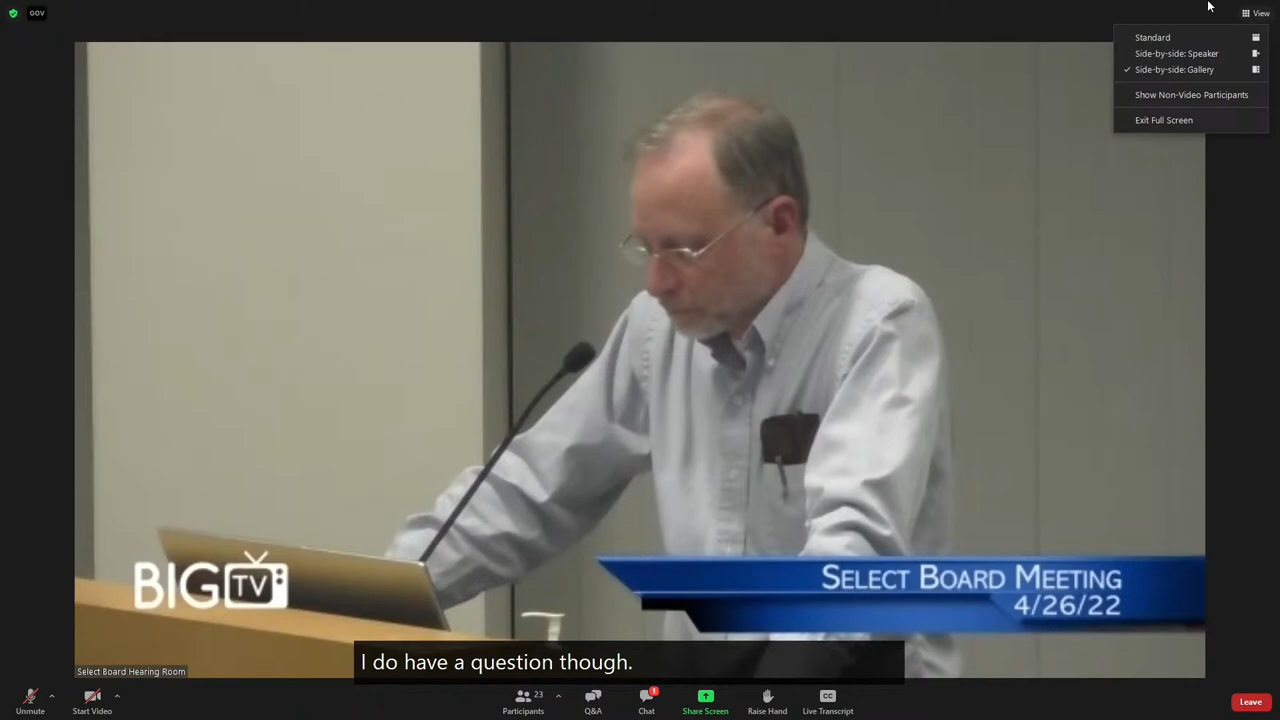 GOV
View
Standard
Side-by-side: Speaker
✓ Side-by-side: Gallery
Show Non-Video Participants
Exit Full Screen
BIG TV
SELECT BOARD MEETING
4/26/22
I do have a question though.
Select Board Hearing Room
Unmute
Start Video
Participants 23
Q&A
Chat 1
Share Screen
Raise Hand
CC Live Transcript
Leave